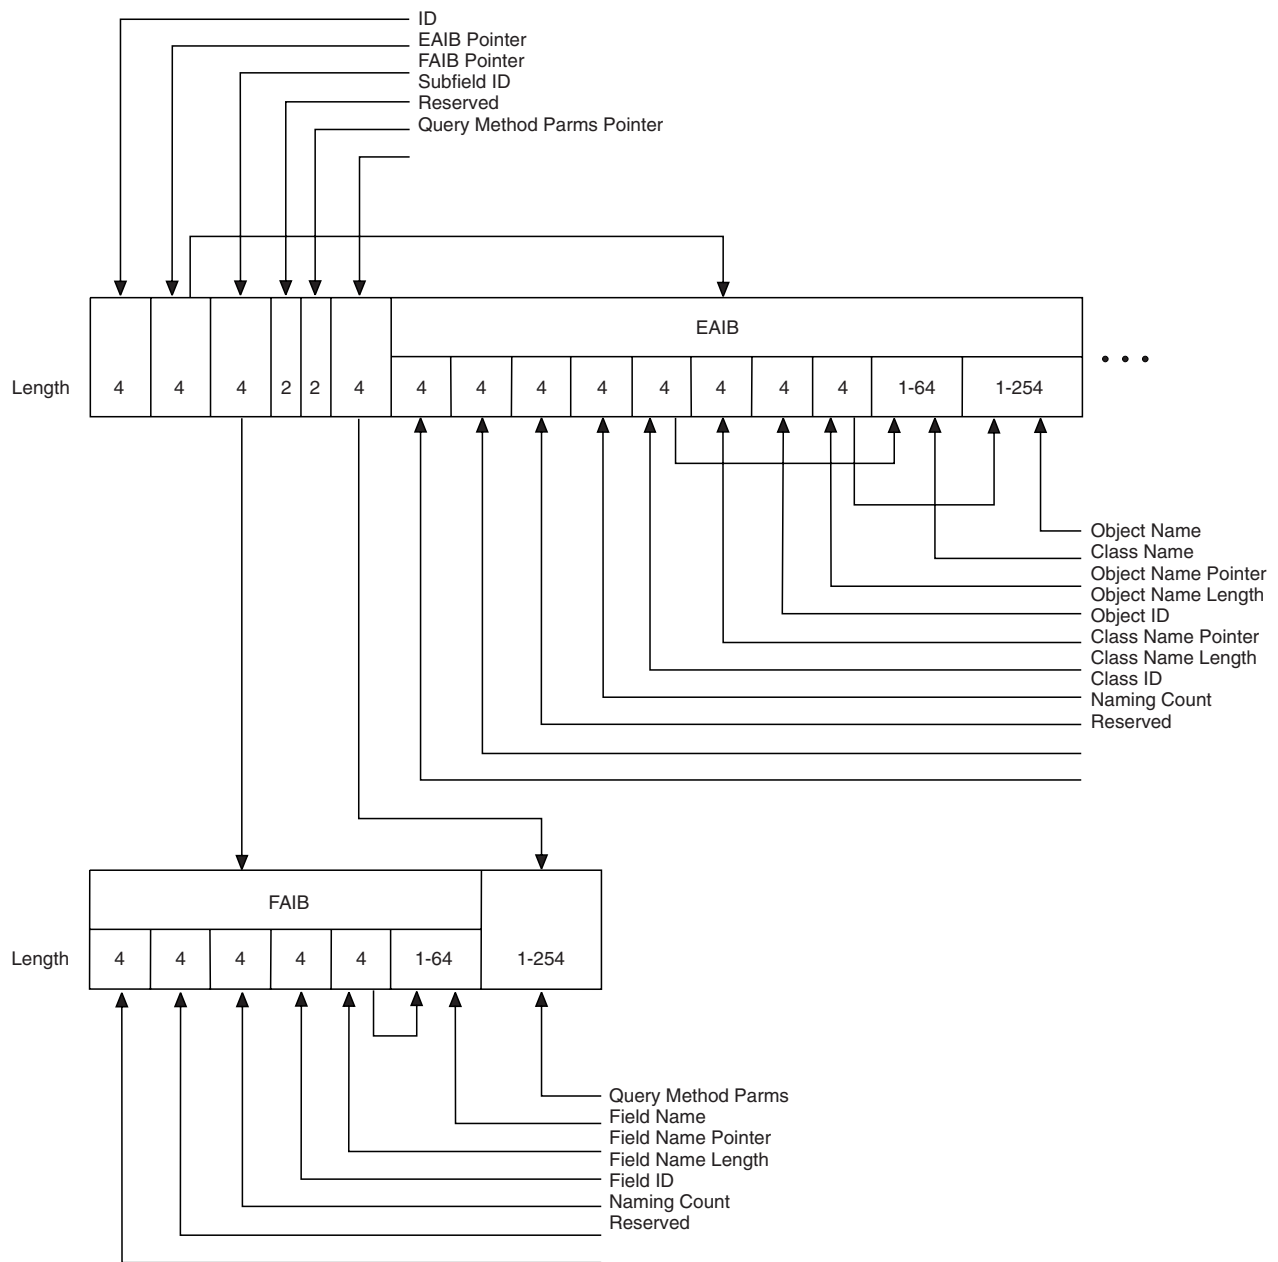 ID
EAIB Pointer
FAIB Pointer
Subfield ID
Reserved
Query Method Parms Pointer
EAIB
Length 4 4 4 2 2 4 4 4 4 4 4 4 4 4 1-64 1-254
Object Name
Class Name
Object Name Pointer
Object Name Length
Object ID
Class Name Pointer
Class Name Length
Class ID
Naming Count
Reserved
FAIB
Length 4 4 4 4 4 1-64 1-254
Query Method Parms
Field Name
Field Name Pointer
Field Name Length
Field ID
Naming Count
Reserved